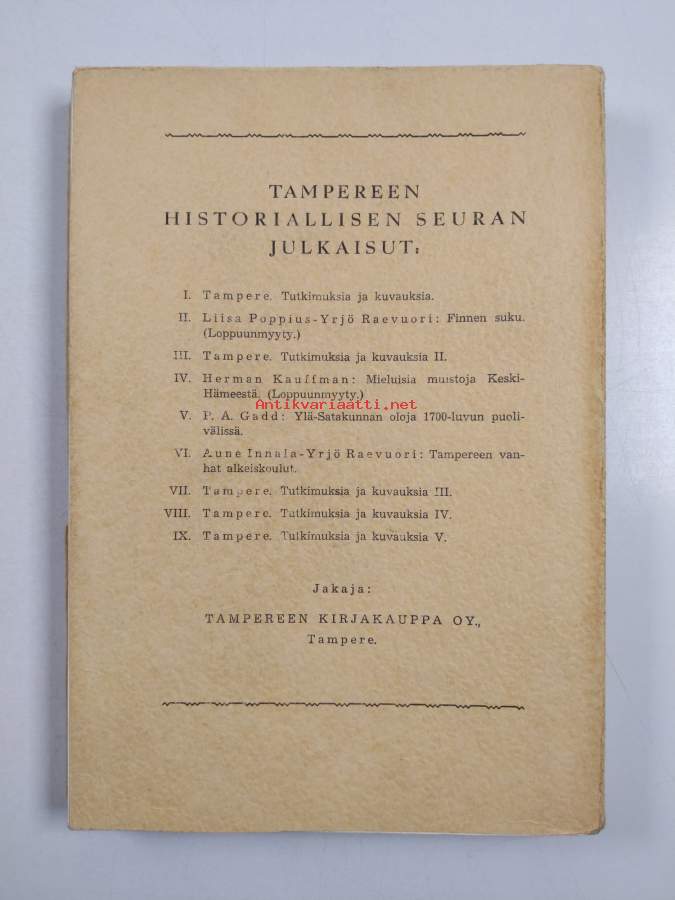 TAMPEREEN
HISTORIALLISEN SEURAN
JULKAISUT:
I. Tampere. Tutkimuksia ja kuvauksia.
II. Liisa Poppius-Yrjö Raevuori: Finnen suku.
(Loppuunmyyty.)
III. Tampere. Tutkimuksia ja kuvauksia II.
IV. Herman Kauffman: Mieluisia muistoja Keski-
Hämeestä. (Loppuunmyyty.)
Antikvariaatti.net
V. P. A. Gadd: Ylä-Satakunnan oloja 1700-luvun puoli-
välissä.
VI. Aune Innala-Yrjö Raevuori: Tampereen van-
hat alkeiskoulut.
VII. Tampere. Tutkimuksia ja kuvauksia III.
VIII. Tampere. Tutkimuksia ja kuvauksia IV.
IX. Tampere. Tutkimuksia ja kuvauksia V.
Jakaja:
TAMPEREEN KIRJAKAUPPA OY.,
Tampere.